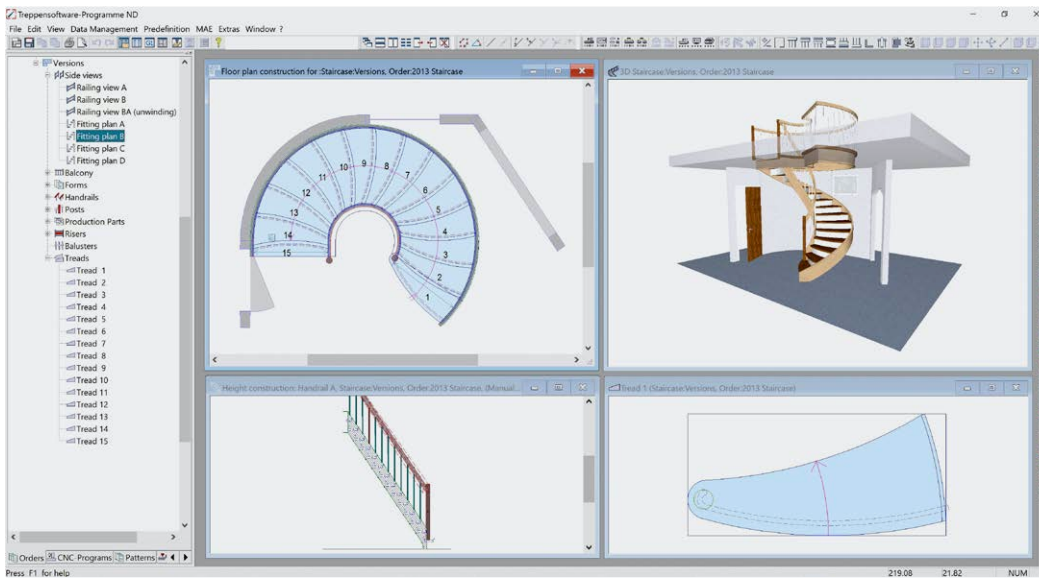 Treppensoftware-Programme ND
File Edit View Data Management Predefinition MAE Extras Window ?
Versions
Side views
Railing view A
Railing view B
Railing view BA (unwinding)
Fitting plan A
Fitting plan B
Fitting plan C
Fitting plan D
Balcony
Forms
Handrails
Posts
Production Parts
Risers
Balusters
Treads
Tread 1
Tread 2
Tread 3
Tread 4
Tread 5
Tread 6
Tread 7
Tread 8
Tread 9
Tread 10
Tread 11
Tread 12
Tread 13
Tread 14
Tread 15
Orders CNC-Programs Patterns
Floor plan construction for :Staircase:Versions, Order:2013 Staircase
1
2
3
4
5
6
7
8
9
10
11
12
13
14
15
3D Staircase:Versions, Order:2013 Staircase
Height construction: Handrail A, Staircase:Versions, Order:2013 Staircase, (Manual...
Tread 1 (Staircase:Versions, Order:2013 Staircase)
Press F1 for help
219.08 21.82 NUM